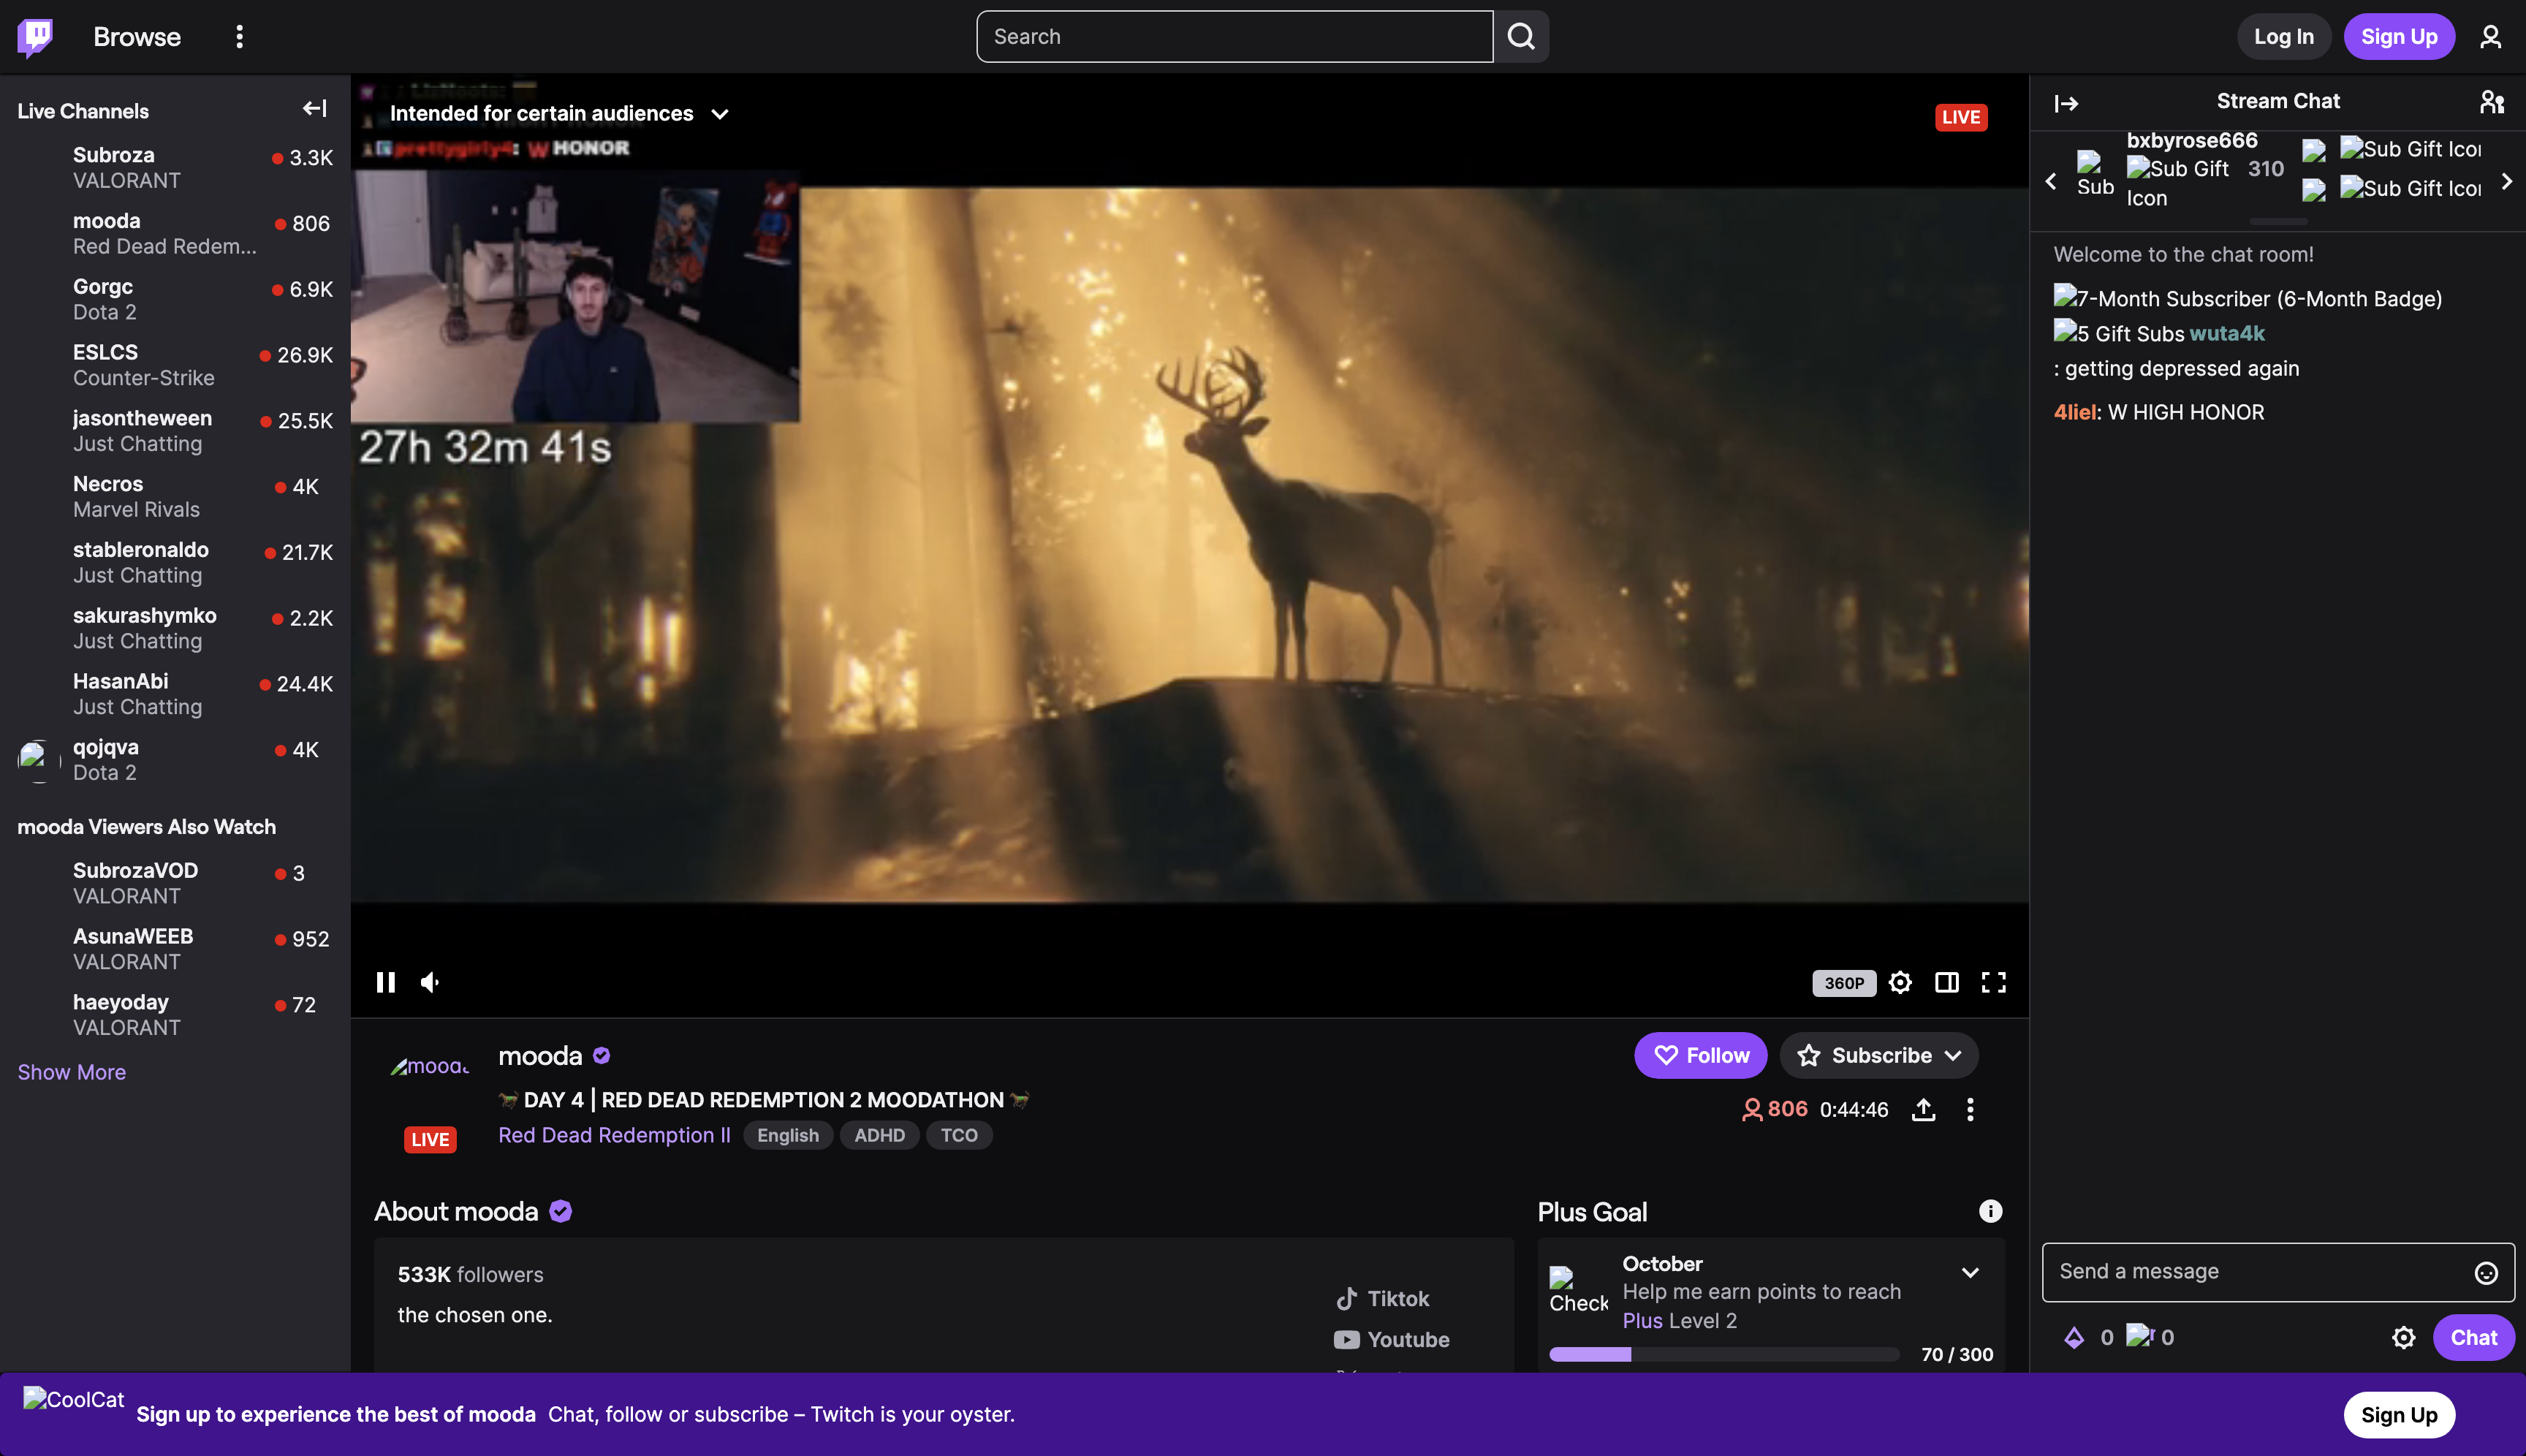 Browse
Search
Log In
Sign Up
Live Channels
Subroza
3.3K
VALORANT
mooda
806
Red Dead Redem...
Gorgc
6.9K
Dota 2
ESLCS
26.9K
Counter-Strike
jasontheween
25.5K
Just Chatting
Necros
4K
Marvel Rivals
stableronaldo
21.7K
Just Chatting
sakurashymko
2.2K
Just Chatting
HasanAbi
24.4K
Just Chatting
qojqva
4K
Dota 2
mooda Viewers Also Watch
SubrozaVOD
3
VALORANT
AsunaWEEB
952
VALORANT
haeyoday
72
VALORANT
Show More
Intended for certain audiences
LIVE
prettygirly4: W HONOR
27h 32m 41s
360P
mooda
Follow
Subscribe
DAY 4 | RED DEAD REDEMPTION 2 MOODATHON
806 0:44:46
Red Dead Redemption II English ADHD TCO
LIVE
About mooda
533K followers
the chosen one.
Tiktok
Youtube
Plus Goal
October
Help me earn points to reach
Plus Level 2
Check
70 / 300
Stream Chat
bxbyrose666
Sub
Sub Gift Icon
310
Sub Gift Icon
Sub Gift Icon
Welcome to the chat room!
7-Month Subscriber (6-Month Badge)
5 Gift Subs wuta4k
: getting depressed again
4liel: W HIGH HONOR
Send a message
0 0
Chat
CoolCat
Sign up to experience the best of mooda Chat, follow or subscribe – Twitch is your oyster.
Sign Up